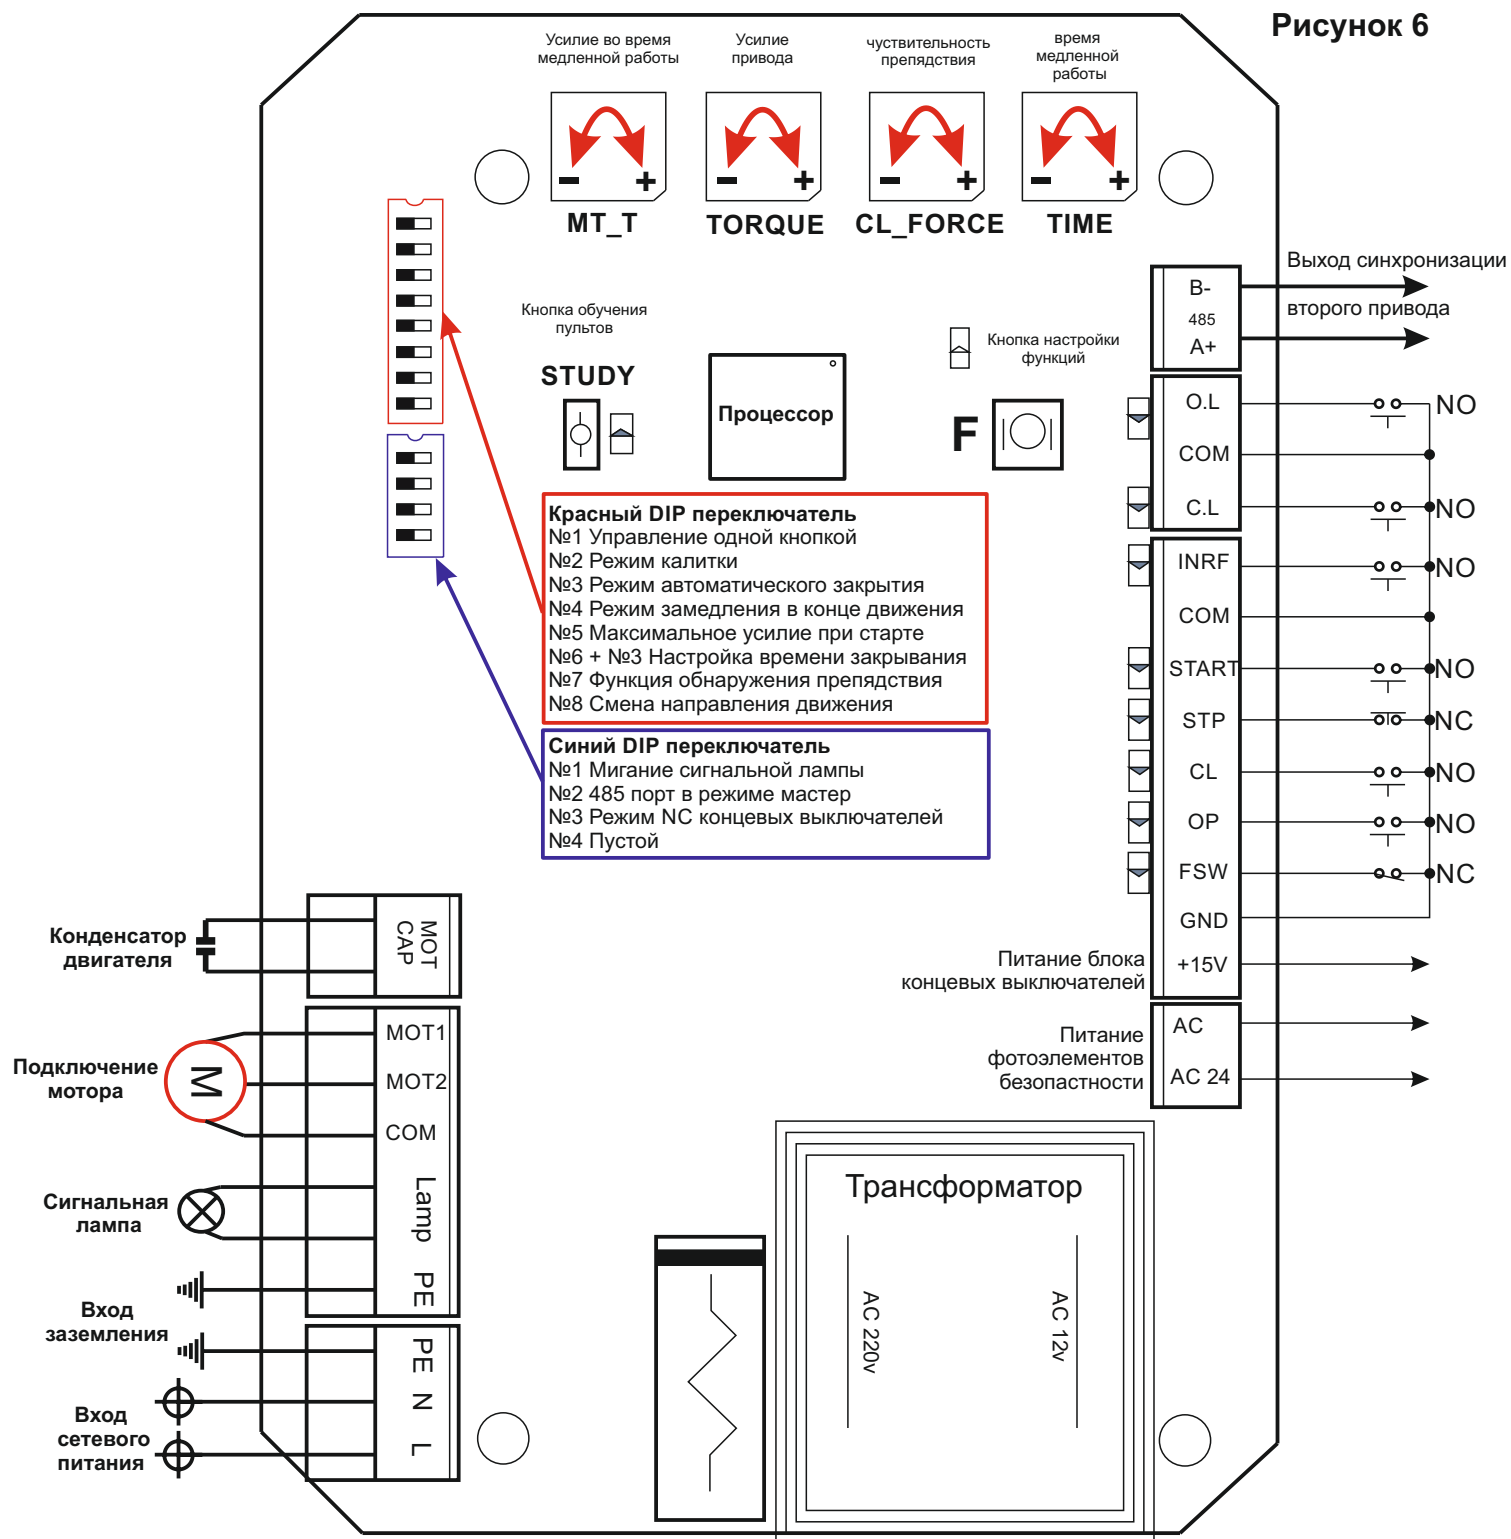 Рисунок 6
Усилие во время
медленной работы
Усилие
привода
чуствительность
препядствия
время
медленной
работы
− +
− +
− +
− +
MT_T
TORQUE
CL_FORCE
TIME
Кнопка обучения
пультов
STUDY
Процессор
Кнопка настройки
функций
F
Красный DIP переключатель
№1 Управление одной кнопкой
№2 Режим калитки
№3 Режим автоматического закрытия
№4 Режим замедления в конце движения
№5 Максимальное усилие при старте
№6 + №3 Настройка времени закрывания
№7 Функция обнаружения препядствия
№8 Смена направления движения
Синий DIP переключатель
№1 Мигание сигнальной лампы
№2 485 порт в режиме мастер
№3 Режим NC концевых выключателей
№4 Пустой
B-
485
A+
Выход синхронизации
второго привода
O.L
NO
COM
C.L
NO
INRF
NO
COM
START
NO
STP
NC
CL
NO
OP
NO
FSW
NC
GND
+15V
Питание блока
концевых выключателей
AC
AC 24
Питание
фотоэлементов
безопастности
Конденсатор
двигателя
MOT
CAP
Подключение
мотора
M
MOT1
MOT2
COM
Сигнальная
лампа
Lamp
PE
Вход
заземления
PE
N
L
Вход
сетевого
питания
Трансформатор
AC 220v
AC 12v